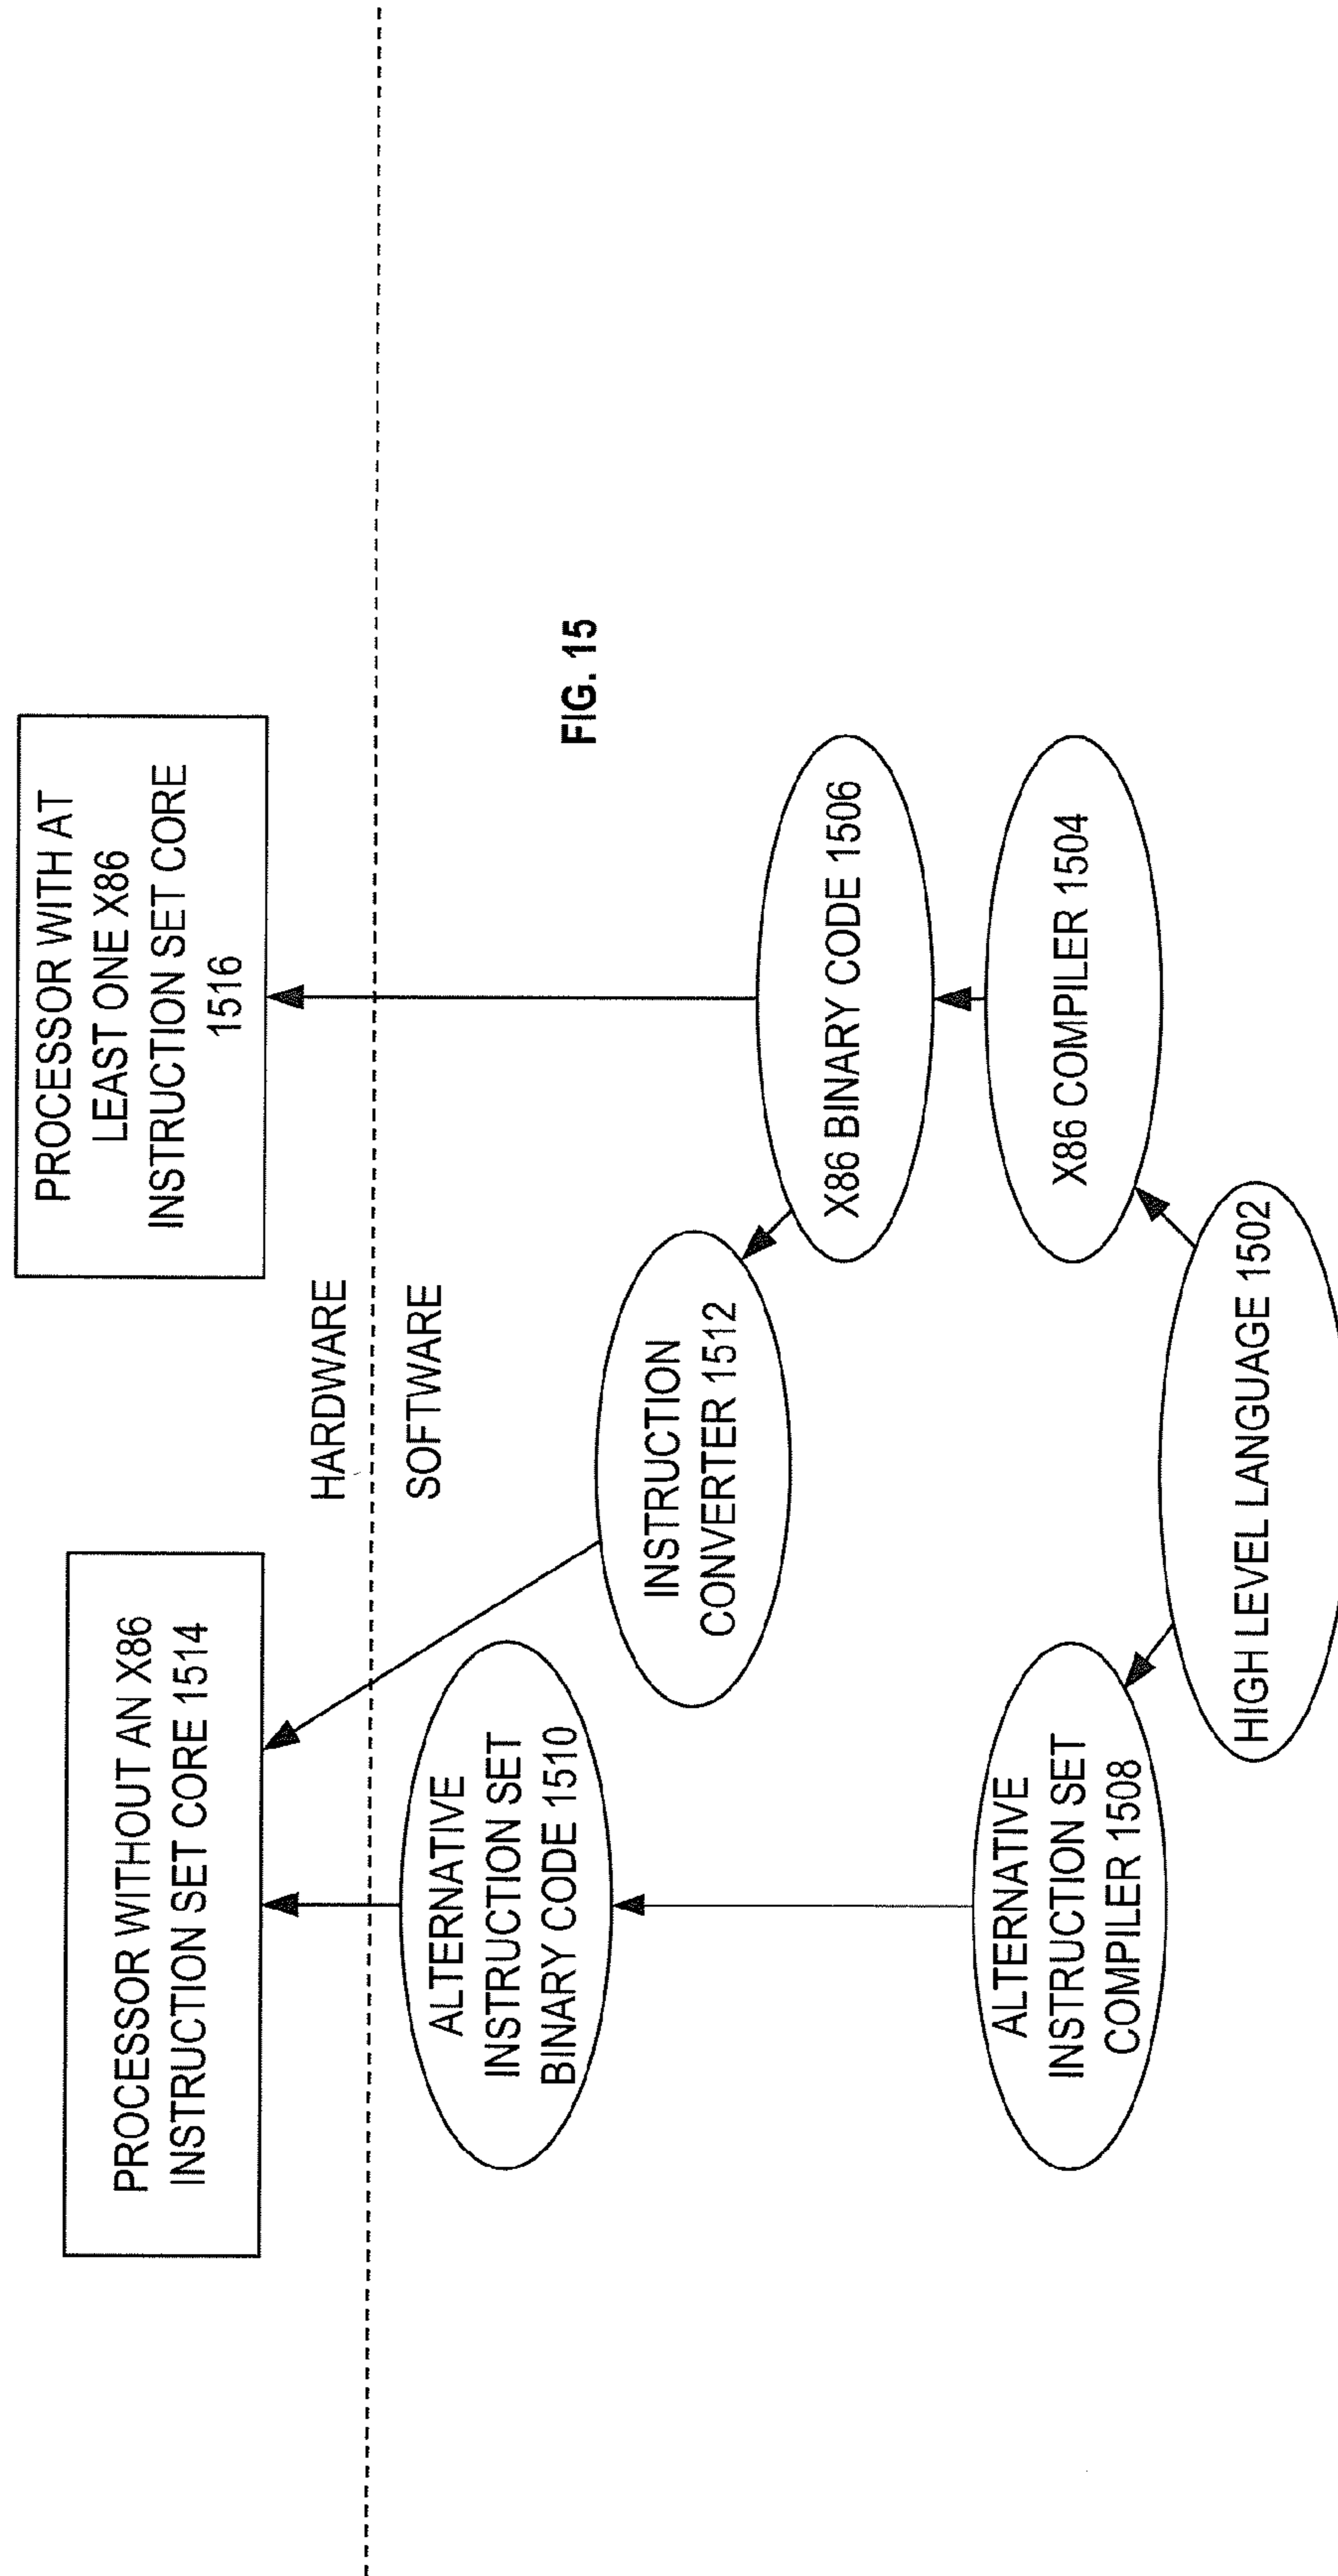 PROCESSOR WITHOUT AN X86
INSTRUCTION SET CORE 1514
PROCESSOR WITH AT
LEAST ONE X86
INSTRUCTION SET CORE
1516
HARDWARE
SOFTWARE
ALTERNATIVE
INSTRUCTION SET
BINARY CODE 1510
INSTRUCTION
CONVERTER 1512
FIG. 15
X86 BINARY CODE 1506
ALTERNATIVE
INSTRUCTION SET
COMPILER 1508
X86 COMPILER 1504
HIGH LEVEL LANGUAGE 1502